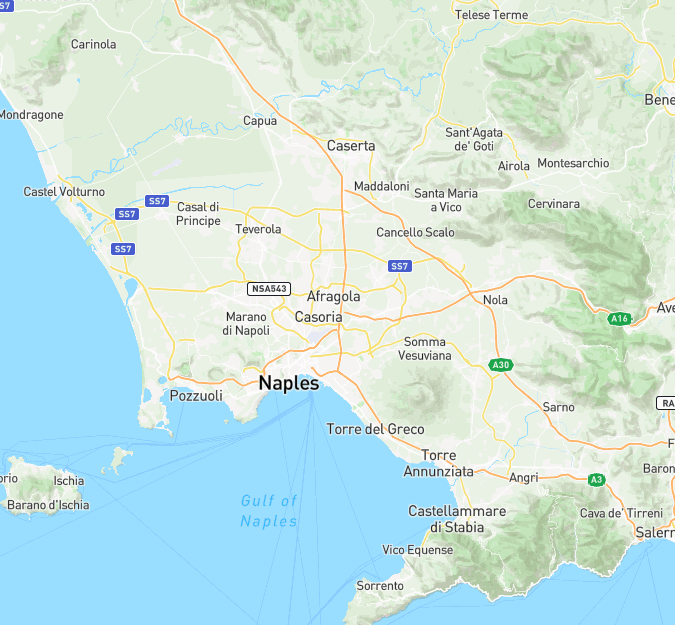 S7
Telese Terme
Carinola
Bene
Mondragone
Capua
Sant'Agata
de' Goti
Caserta
Airola
Montesarchio
Maddaloni
Castel Volturno
SS7
Santa Maria
a Vico
Cervinara
SS7
Casal di
Principe
Teverola
Cancello Scalo
SS7
SS7
NSA543
Afragola
Nola
Ave
Marano
di Napoli
Casoria
A16
Somma
Vesuviana
A30
Naples
Pozzuoli
Sarno
RA
Torre del Greco
F
Torre
Annunziata
Baron
orio
Ischia
Angri
A3
Barano d'Ischia
Gulf of
Naples
Castellammare
di Stabia
Cava de' Tirreni
Salern
Vico Equense
Sorrento